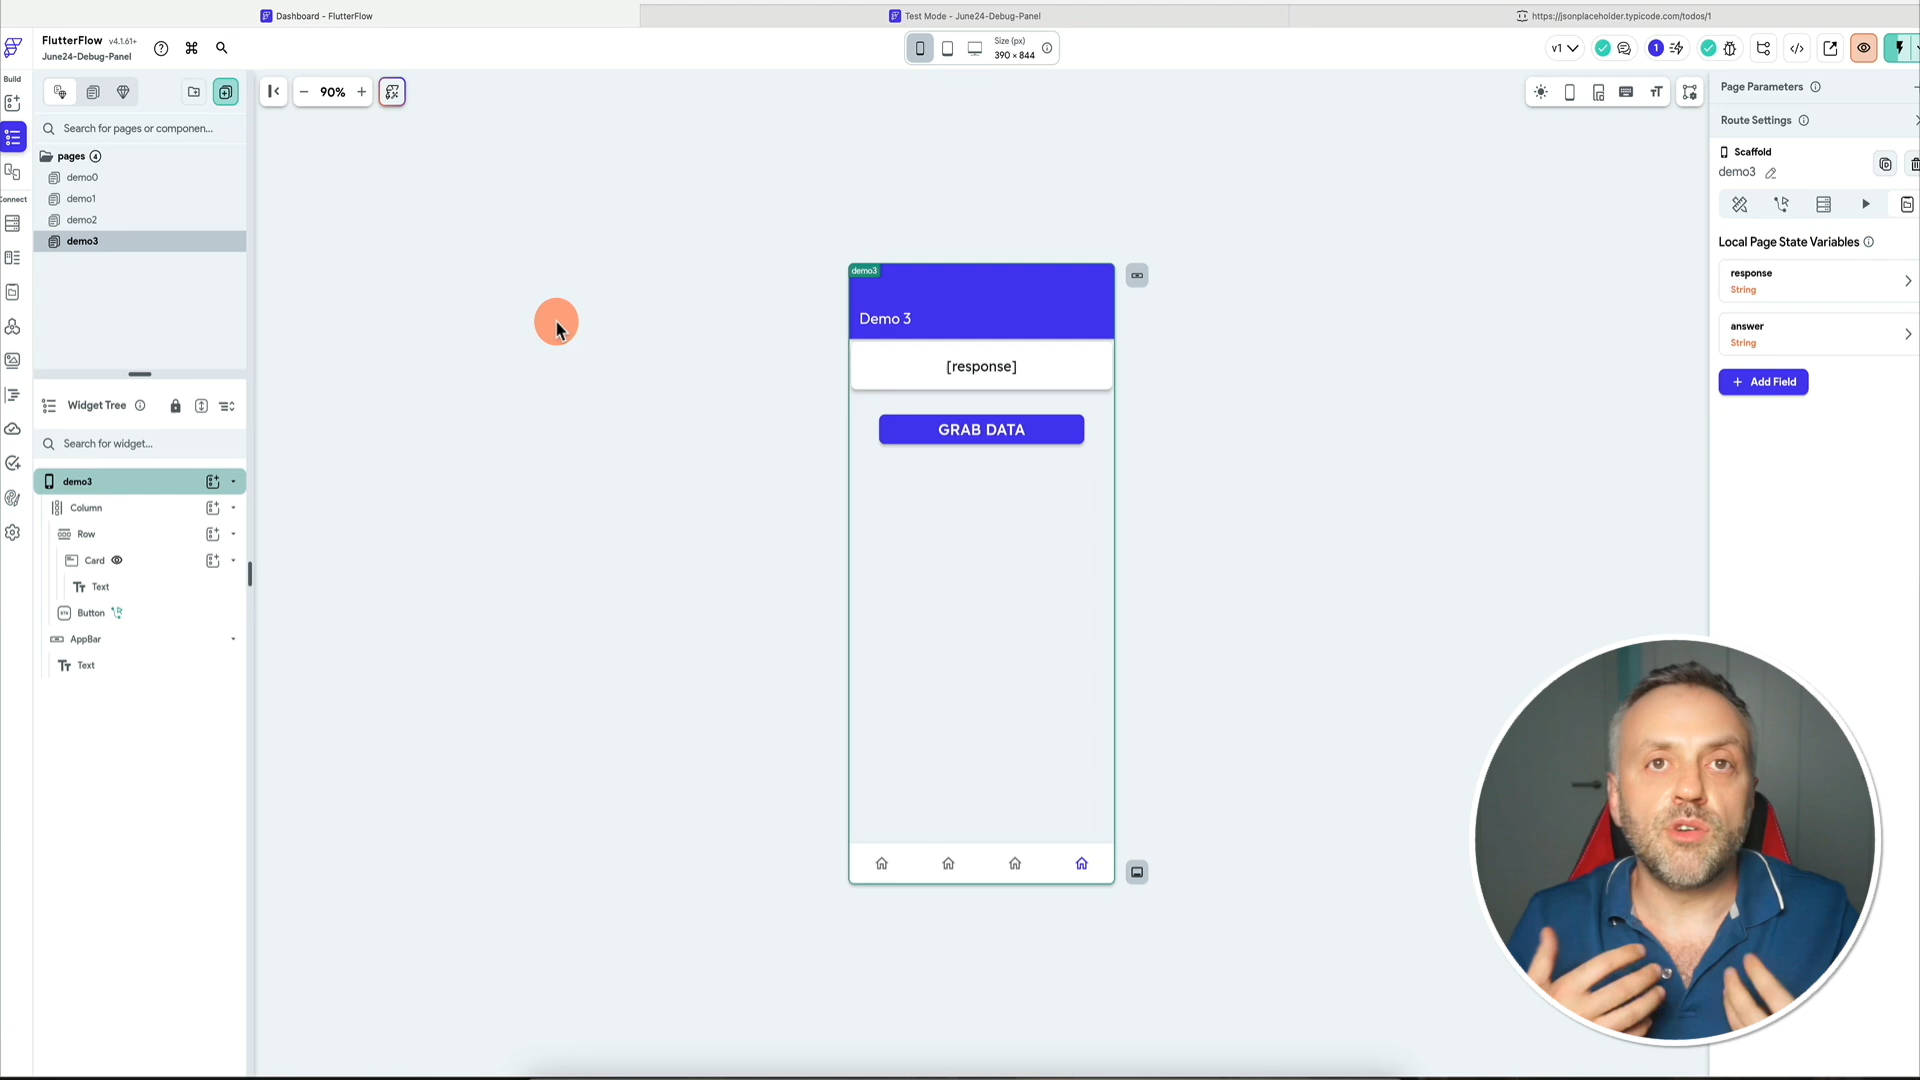 Dashboard - FlutterFlow
Test Mode - June24-Debug-Panel
https://jsonplaceholder.typicode.com/todos/1
FlutterFlow v4.1.61+
June24-Debug-Panel
Size (px)
390 × 844
v1
1
Build
Connect
90%
Search for pages or componen...
pages 4
demo0
demo1
demo2
demo3
Widget Tree
Search for widget...
demo3
Column
Row
Card
Text
Button
AppBar
Text
demo3
Demo 3
[response]
GRAB DATA
Page Parameters
Route Settings
Scaffold
demo3
Local Page State Variables
response
String
answer
String
+ Add Field